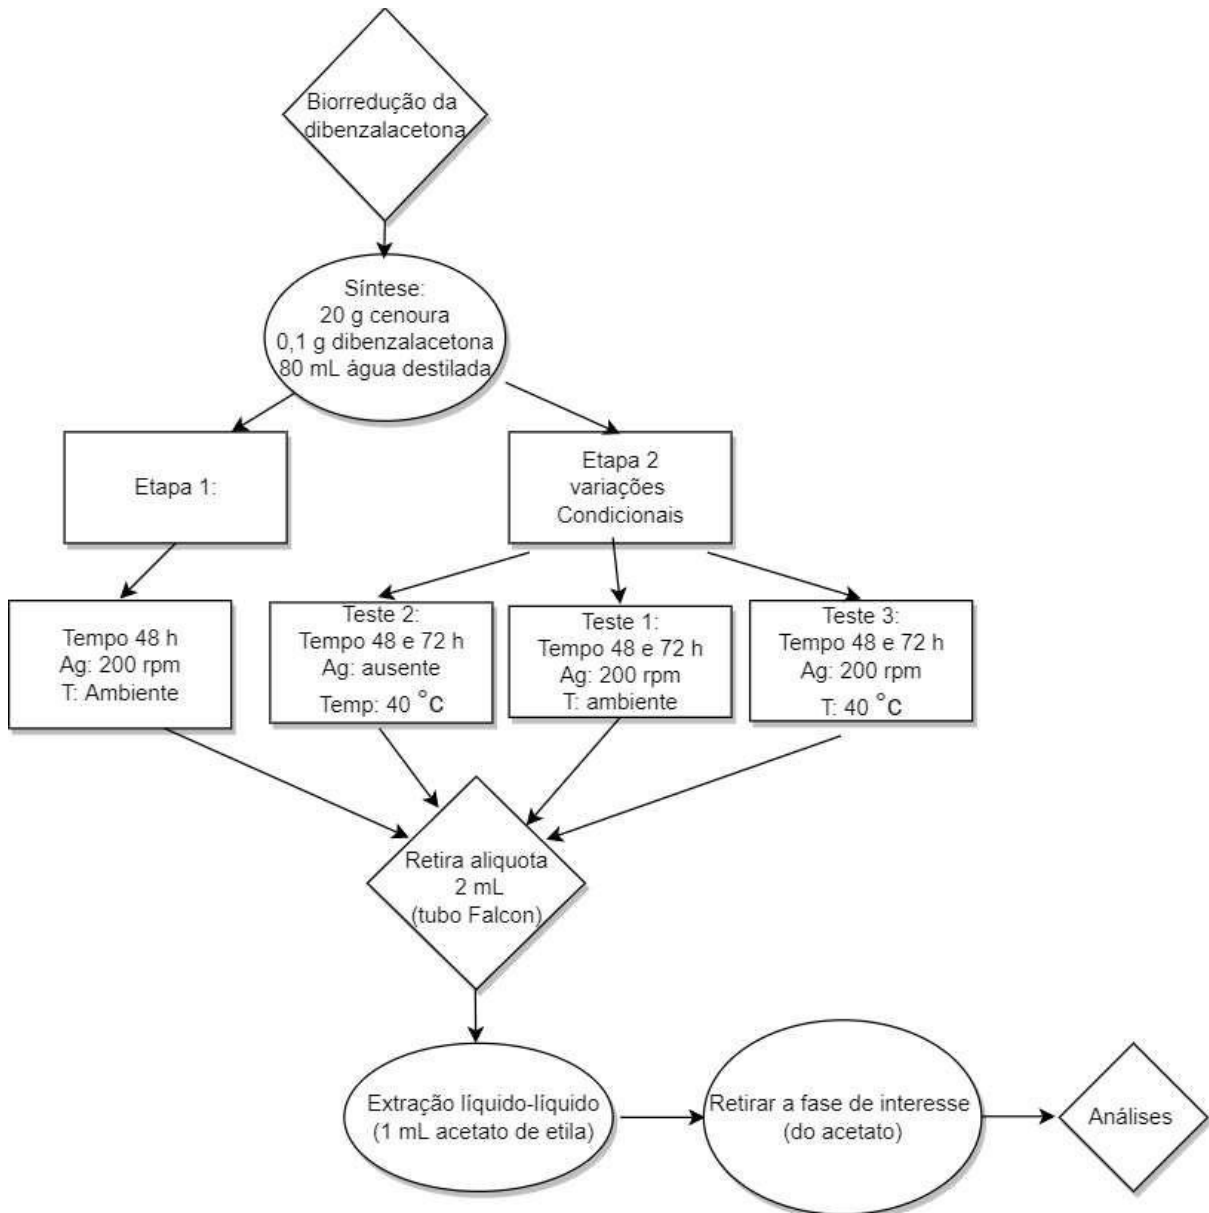 Biorredução da
dibenzalacetona
Síntese:
20 g cenoura
0,1 g dibenzalacetona
80 mL água destilada
Etapa 1:
Etapa 2
variações
Condicionais
Tempo 48 h
Ag: 200 rpm
T: Ambiente
Teste 2:
Tempo 48 e 72 h
Ag: ausente
Temp: 40 °C
Teste 1:
Tempo 48 e 72 h
Ag: 200 rpm
T: ambiente
Teste 3:
Tempo 48 e 72 h
Ag: 200 rpm
T: 40 °C
Retira aliquota
2 mL
(tubo Falcon)
Extração líquido-líquido
(1 mL acetato de etila)
Retirar a fase de interesse
(do acetato)
Análises